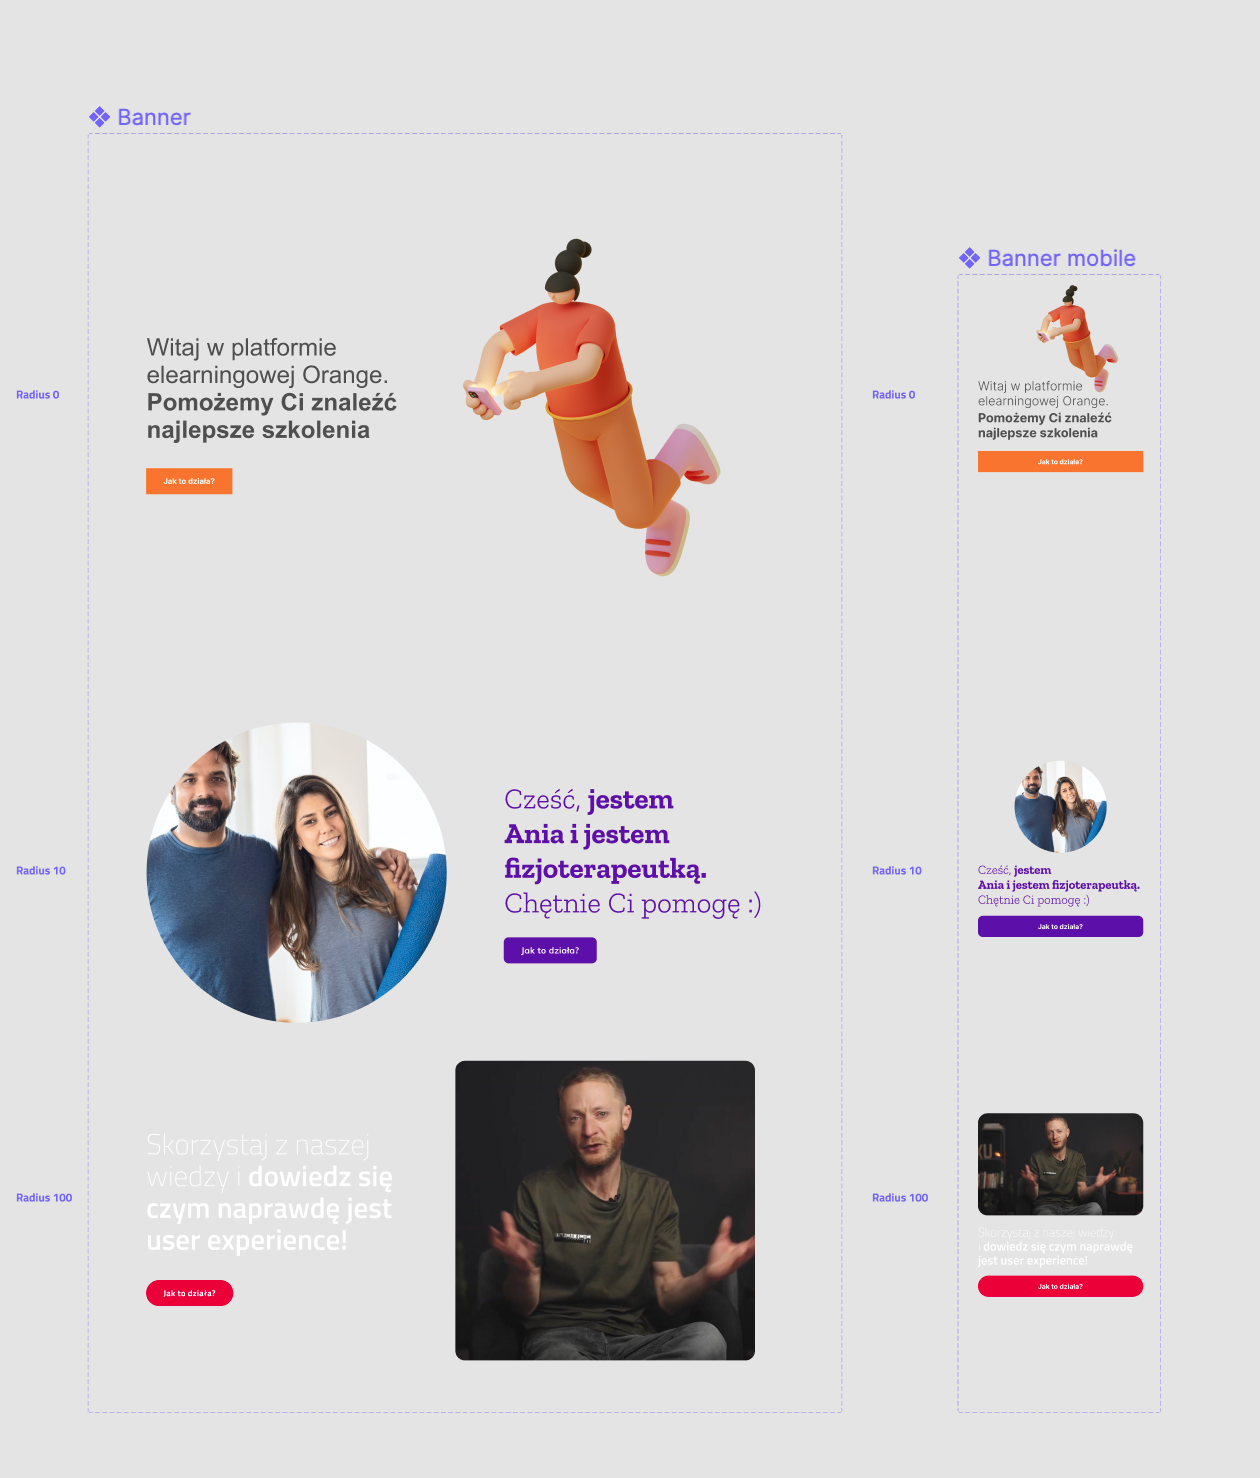 Banner
Witaj w platformie
elearningowej Orange.
Pomożemy Ci znaleźć
najlepsze szkolenia
Jak to działa?
Radius 0
Cześć, jestem
Ania i jestem
fizjoterapeutką.
Chętnie Ci pomogę :)
Jak to działa?
Radius 10
Skorzystaj z naszej
wiedzy i dowiedz się
czym naprawdę jest
user experience!
Jak to działa?
Radius 100
Banner mobile
Witaj w platformie
elearningowej Orange.
Pomożemy Ci znaleźć
najlepsze szkolenia
Jak to działa?
Radius 0
Cześć, jestem
Ania i jestem fizjoterapeutką.
Chętnie Ci pomogę :)
Jak to działa?
Radius 10
Skorzystaj z naszej wiedzy
i dowiedz się czym naprawdę
jest user experience!
Jak to działa?
Radius 100